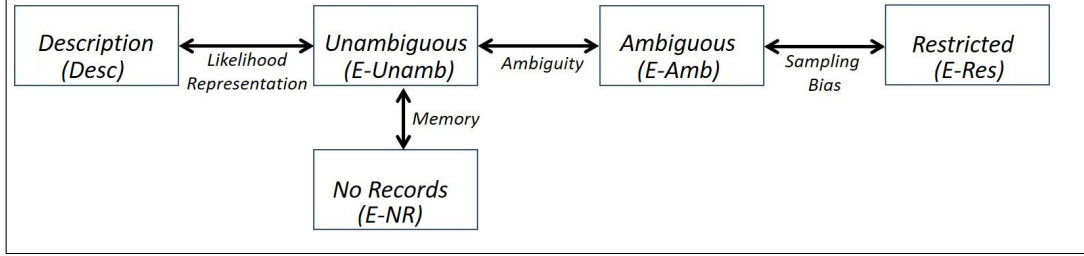 Description
(Desc)
Likelihood
Representation
Unambiguous
(E-Unamb)
Ambiguity
Ambiguous
(E-Amb)
Sampling
Bias
Restricted
(E-Res)
Memory
No Records
(E-NR)